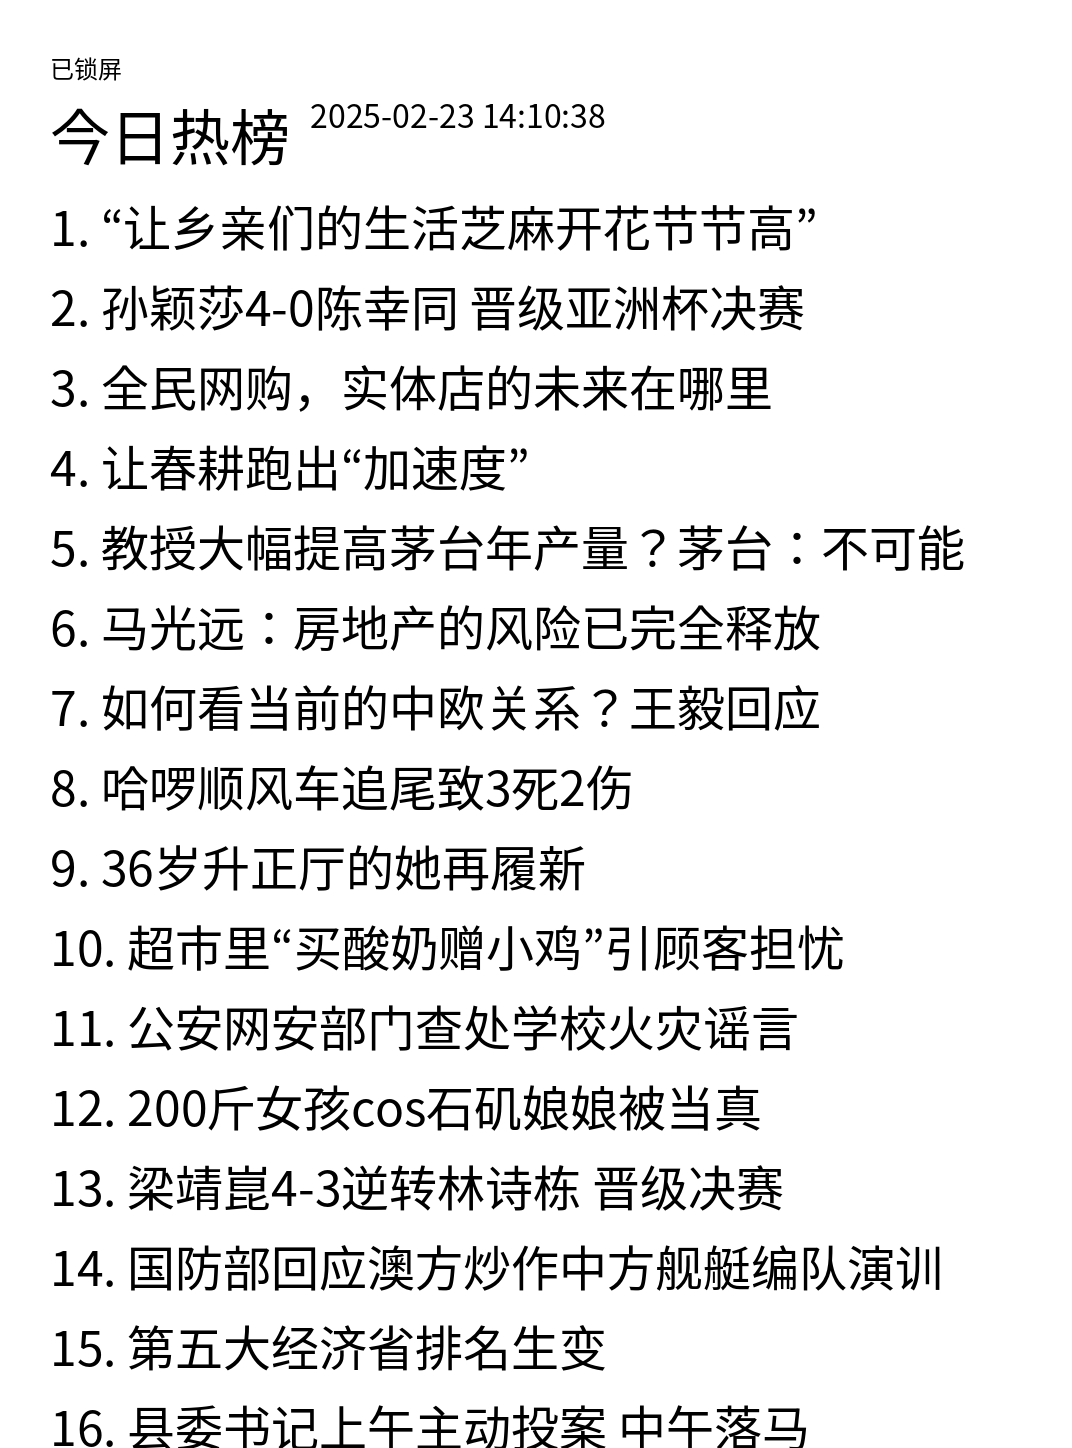 已锁屏
今日热榜 2025-02-23 14:10:38
1. “让乡亲们的生活芝麻开花节节高”
2. 孙颖莎4-0陈幸同 晋级亚洲杯决赛
3. 全民网购，实体店的未来在哪里
4. 让春耕跑出“加速度”
5. 教授大幅提高茅台年产量？茅台：不可能
6. 马光远：房地产的风险已完全释放
7. 如何看当前的中欧关系？王毅回应
8. 哈啰顺风车追尾致3死2伤
9. 36岁升正厅的她再履新
10. 超市里“买酸奶赠小鸡”引顾客担忧
11. 公安网安部门查处学校火灾谣言
12. 200斤女孩cos石矶娘娘被当真
13. 梁靖崑4-3逆转林诗栋 晋级决赛
14. 国防部回应澳方炒作中方舰艇编队演训
15. 第五大经济省排名生变
16. 县委书记上午主动投案 中午落马